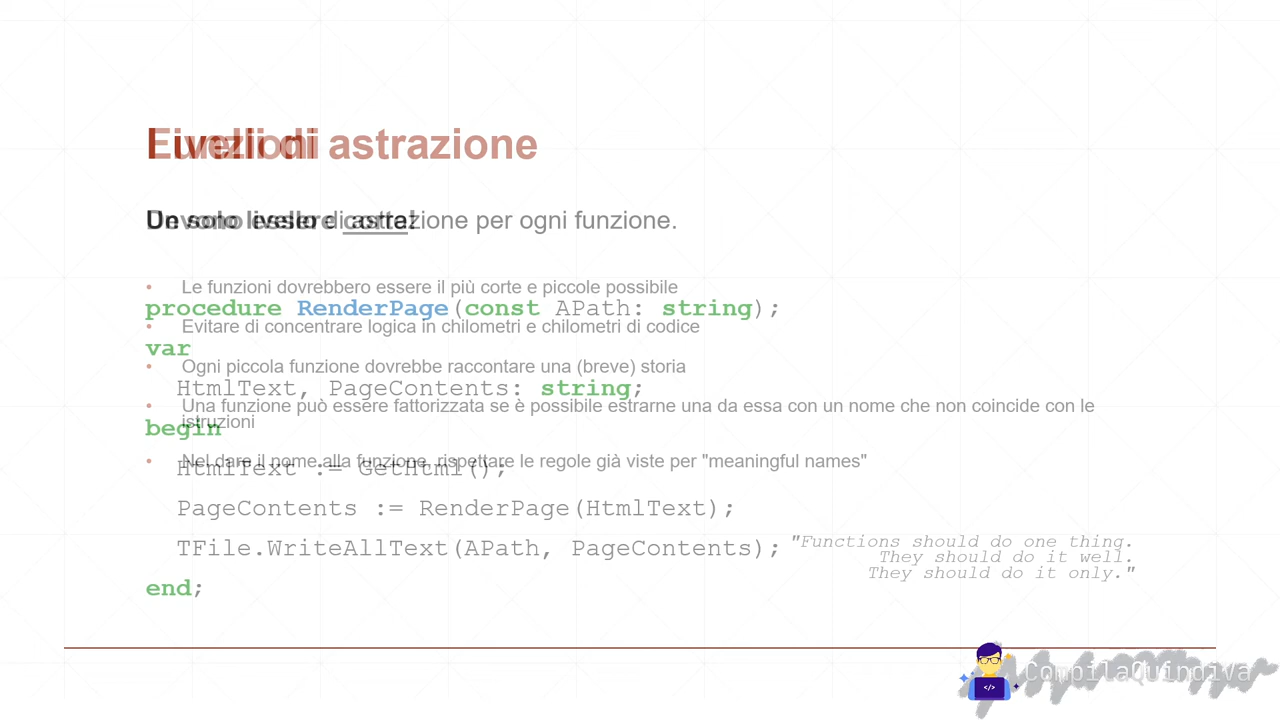 Livelli di astrazione
Funzioni
Un solo livello di astrazione per ogni funzione.
Devono essere corte!
Le funzioni dovrebbero essere il più corte e piccole possibile
procedure RenderPage(const APath: string);
Evitare di concentrare logica in chilometri e chilometri di codice
var
Ogni piccola funzione dovrebbe raccontare una (breve) storia
HtmlText, PageContents: string;
Una funzione può essere fattorizzata se è possibile estrarne una da essa con un nome che non coincide con le
istruzioni
begin
Nel dare il nome alla funzione, rispettare le regole già viste per "meaningful names"
HtmlText := GetHtml();
PageContents := RenderPage(HtmlText);
TFile.WriteAllText(APath, PageContents);
"Functions should do one thing.
They should do it well.
They should do it only."
end;
</>
CompilaQuindiVa